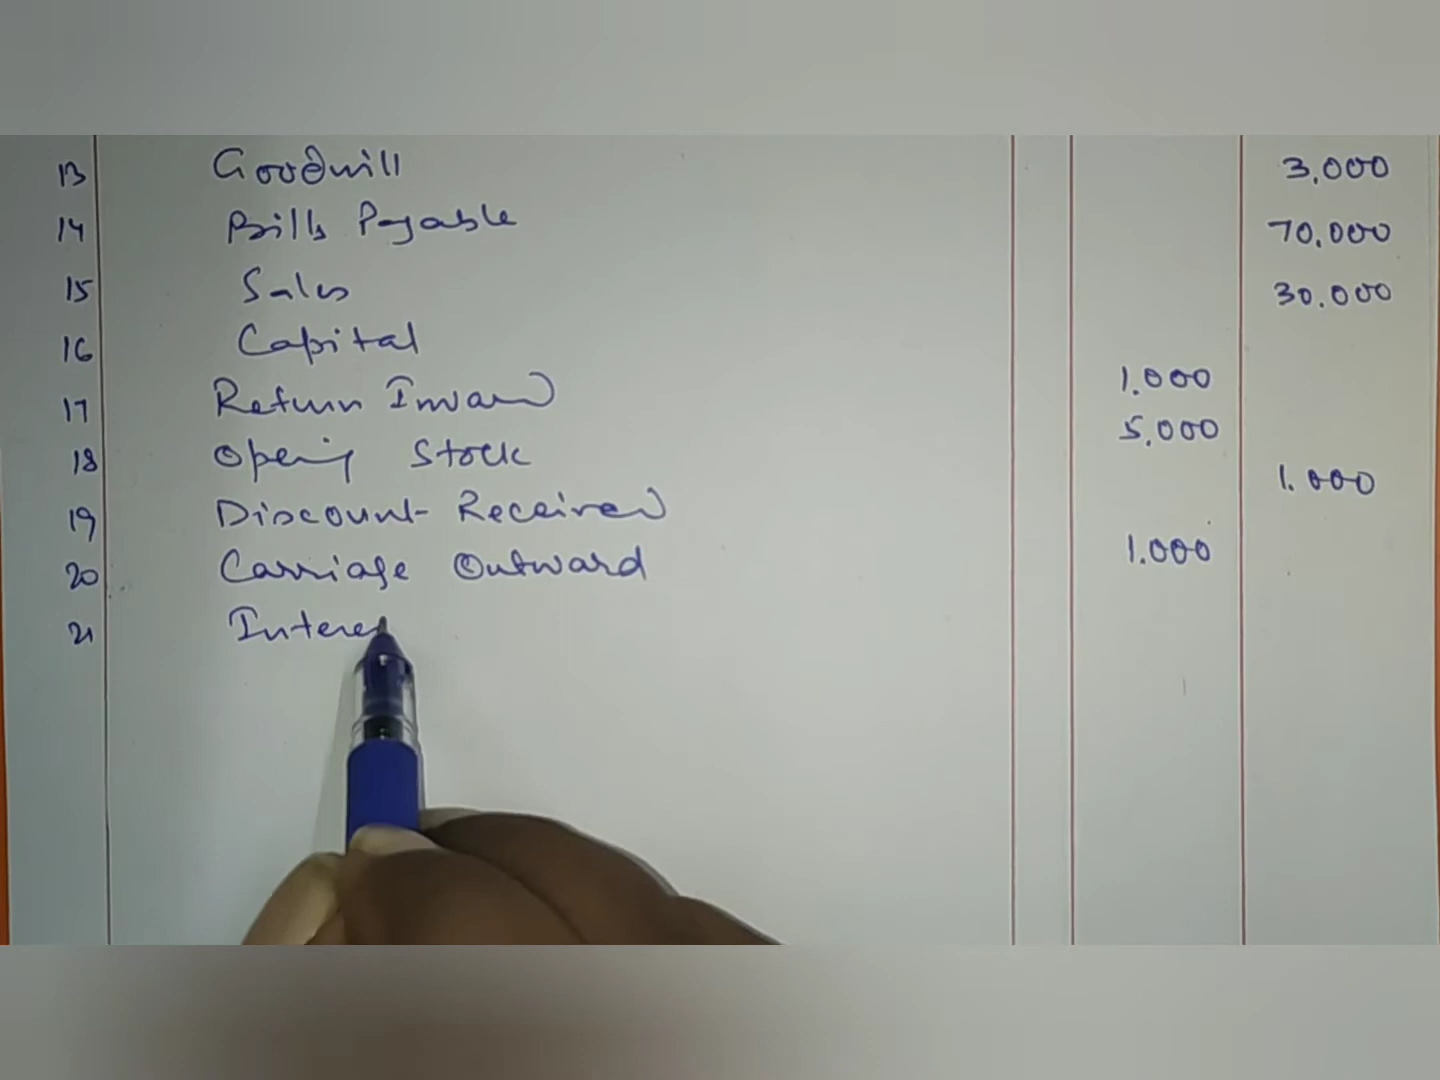 13 Goodwill 3,000
14 Bills Payable 70,000
15 Sales 30.000
16 Capital
17 Return Inward 1.000
18 Opening Stock 5,000
19 Discount Received 1.000
20 Carriage Outward 1.000
21 Intere